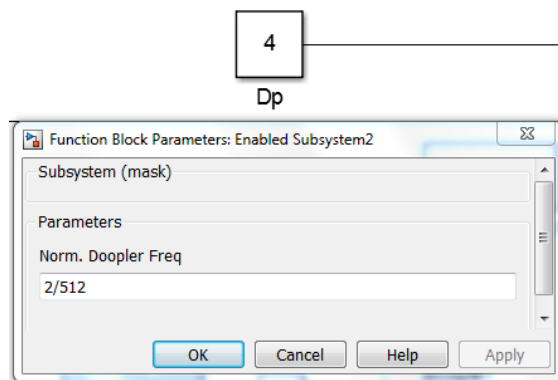 4
Dp
Function Block Parameters: Enabled Subsystem2
Subsystem (mask)
Parameters
Norm. Doopler Freq
2/512
OK Cancel Help Apply